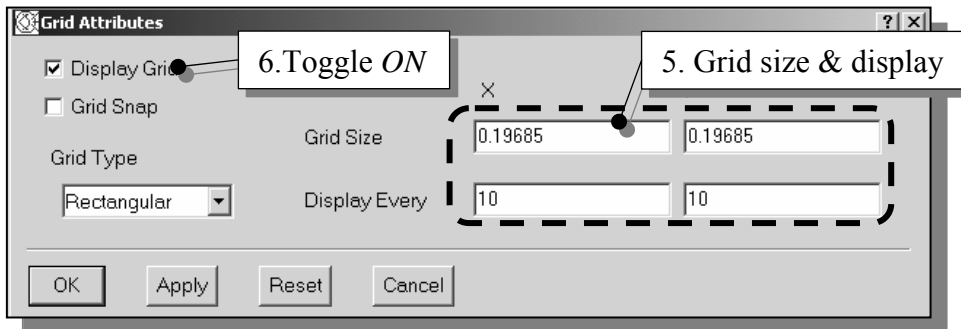 Grid Attributes ? X
6.Toggle ON
5. Grid size & display
Display Grid
X
Grid Snap
Grid Size 0.19685 0.19685
Grid Type
Rectangular
Display Every 10 10
OK Apply Reset Cancel